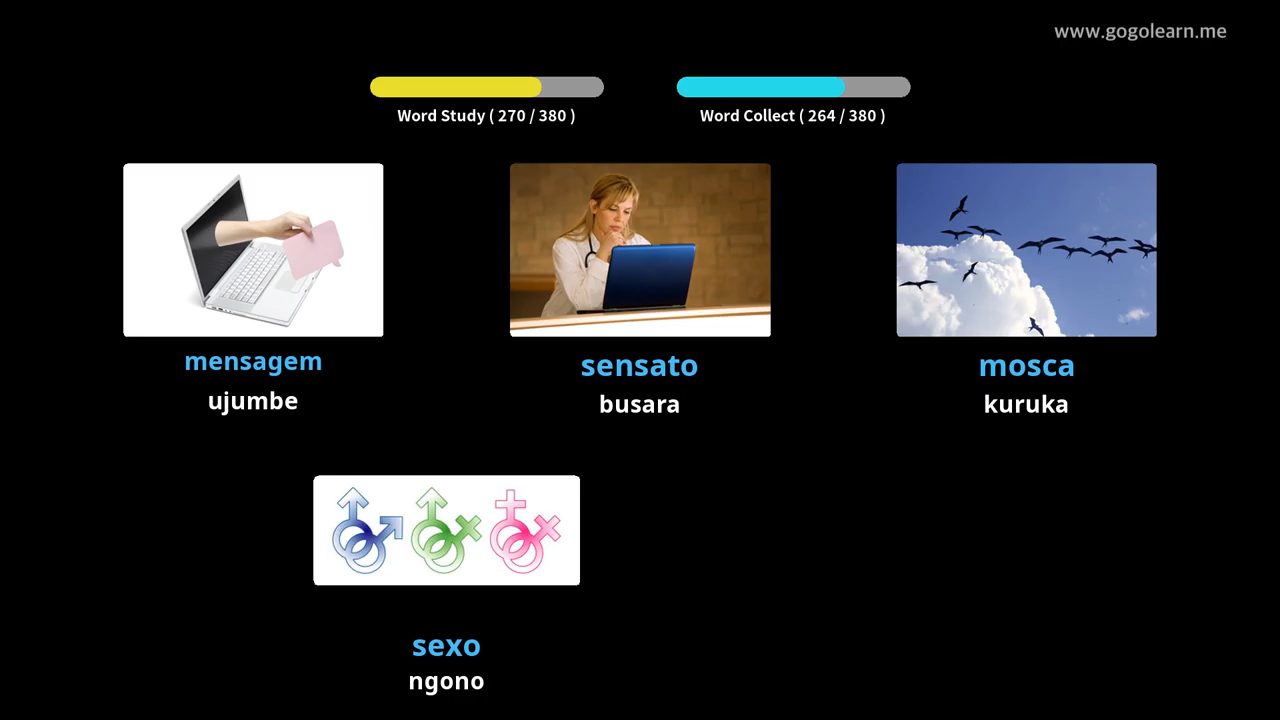 www.gogolearn.me
Word Study ( 270 / 380 )
Word Collect ( 264 / 380 )
mensagem
ujumbe
sensato
busara
mosca
kuruka
sexo
ngono